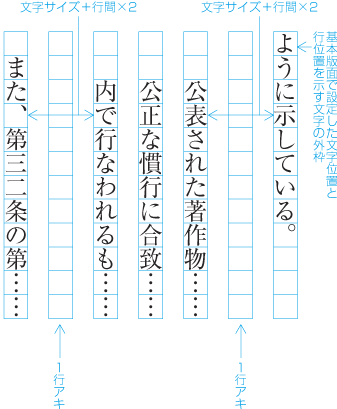 文字サイズ＋行間×2
文字サイズ＋行間×2
基本版面で設定した文字位置と
行位置を示す文字の外枠
ように示している。
公表された著作物……
公正な慣行に合致……
内で行なわれるも……
また、第三二条の第……
1行アキ
1行アキ